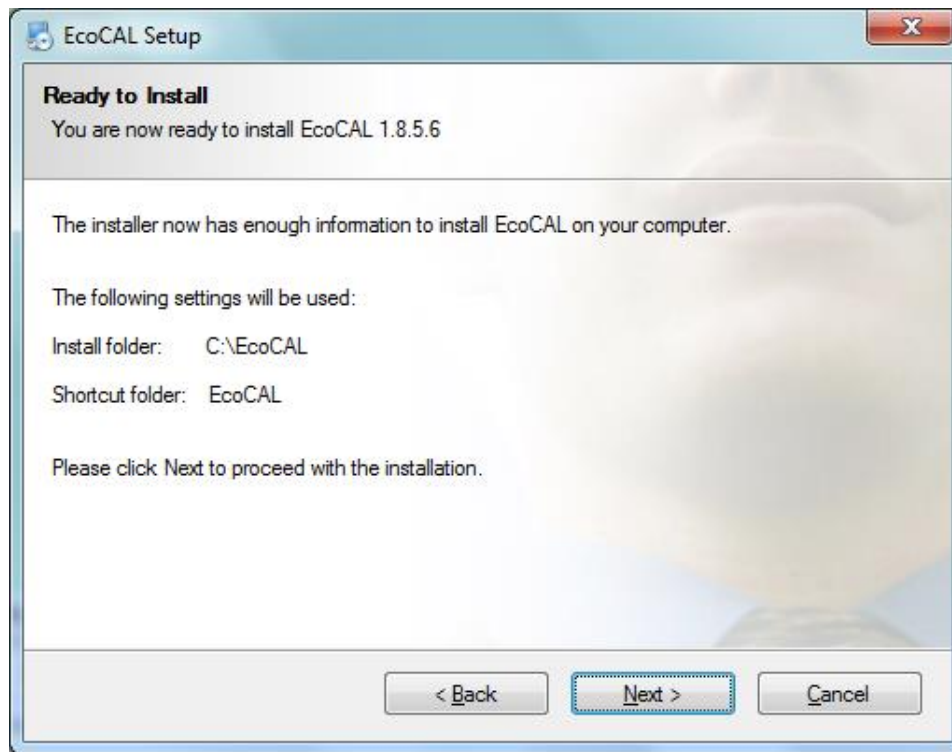 EcoCAL Setup
Ready to Install
You are now ready to install EcoCAL 1.8.5.6
The installer now has enough information to install EcoCAL on your computer.
The following settings will be used:
Install folder: C:\EcoCAL
Shortcut folder: EcoCAL
Please click Next to proceed with the installation.
< Back Next > Cancel